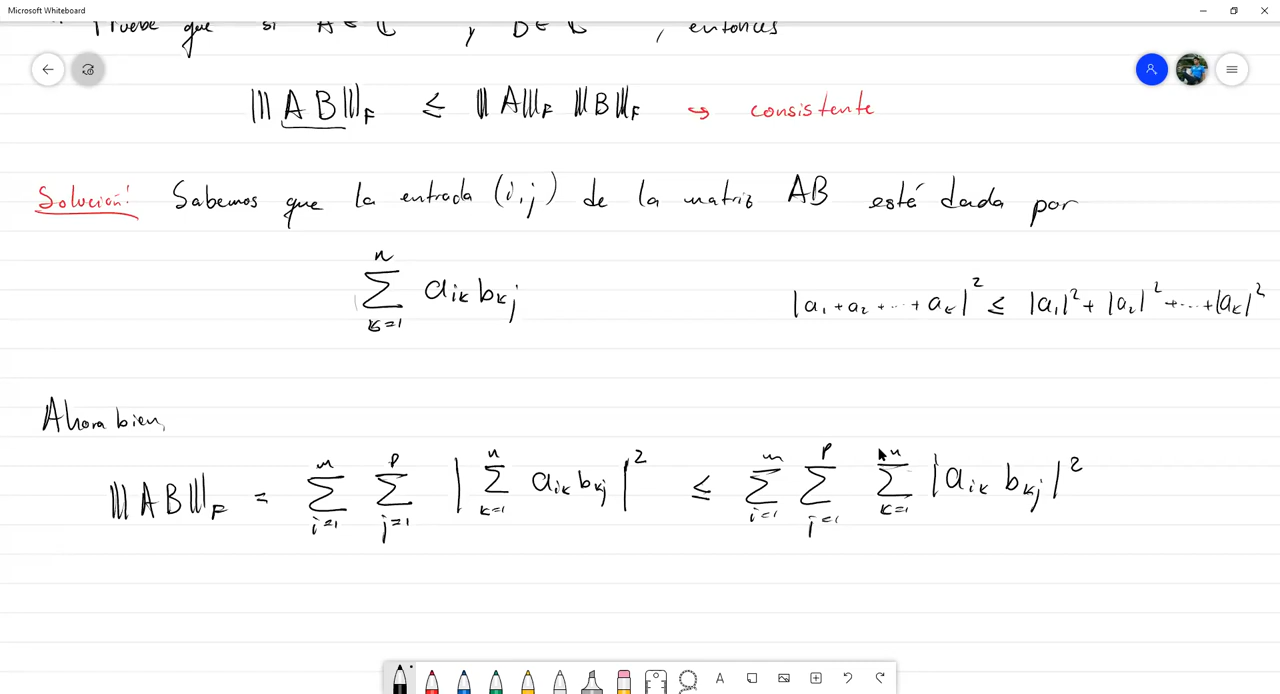 Microsoft Whiteboard
Pruebe que si A ∈ ℂ y B ∈ ℂ , entonces
|||AB|||_F ≤ |||A|||_F |||B|||_F ↝ consistente
Solución: Sabemos que la entrada (i,j) de la matriz AB está dada por
∑_{k=1}^{n} a_{ik} b_{kj}
|a_1 + a_2 + ... + a_k|^2 ≤ |a_1|^2 + |a_2|^2 + ... + |a_k|^2
Ahora bien,
|||AB|||_F = ∑_{i=1}^{m} ∑_{j=1}^{p} |∑_{k=1}^{n} a_{ik} b_{kj}|^2 ≤ ∑_{i=1}^{m} ∑_{j=1}^{p} ∑_{k=1}^{n} |a_{ik} b_{kj}|^2